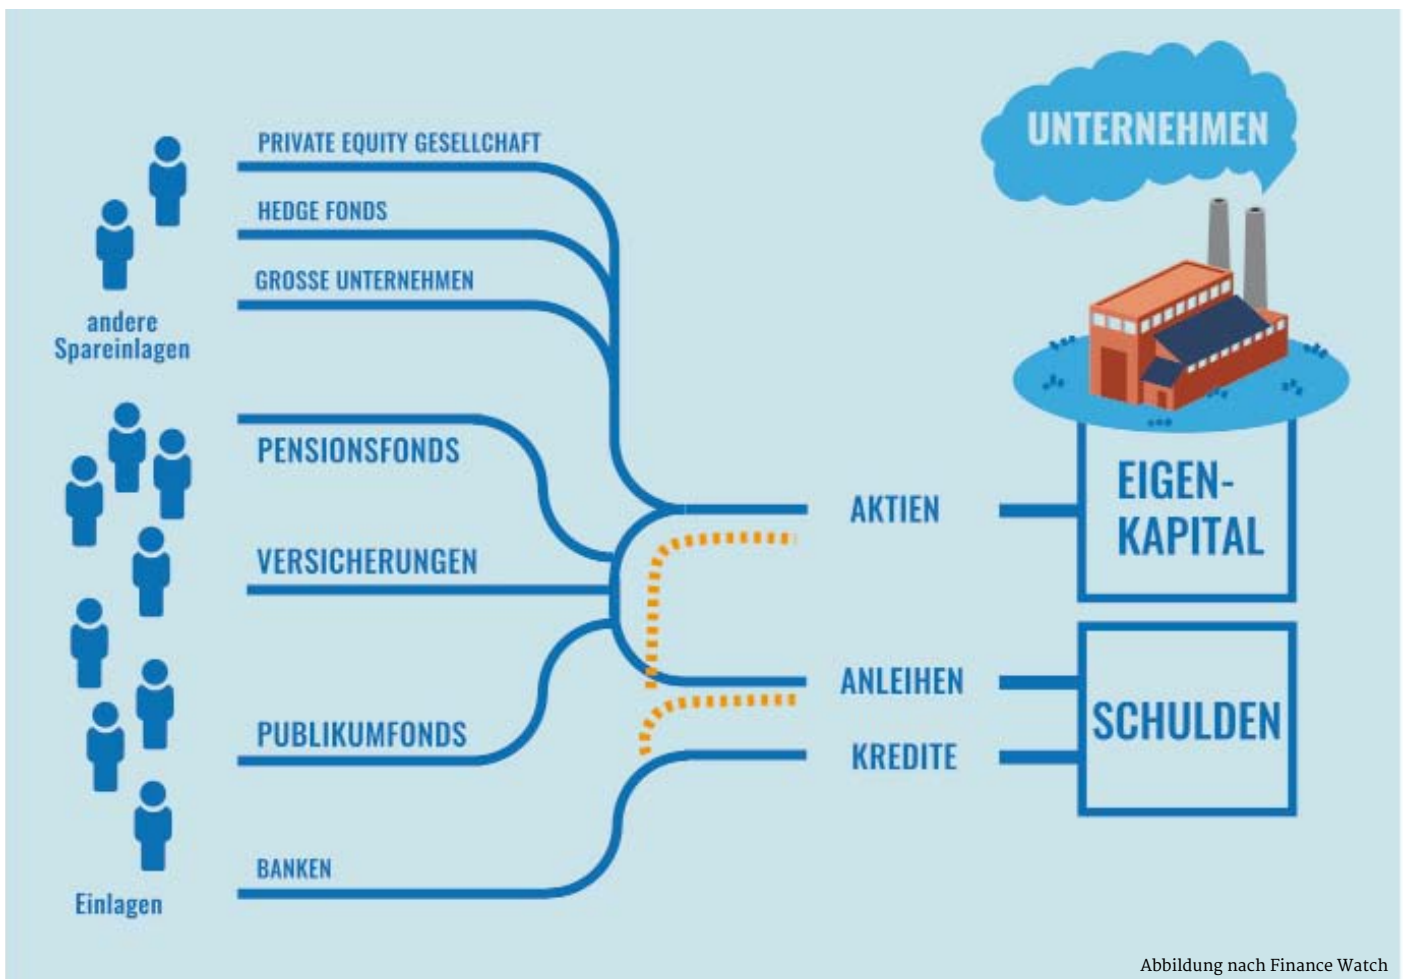 UNTERNEHMEN
PRIVATE EQUITY GESELLCHAFT
HEDGE FONDS
GROSSE UNTERNEHMEN
andere
Spareinlagen
PENSIONSFONDS
VERSICHERUNGEN
PUBLIKUMFONDS
BANKEN
Einlagen
AKTIEN
ANLEIHEN
KREDITE
EIGEN-
KAPITAL
SCHULDEN
Abbildung nach Finance Watch